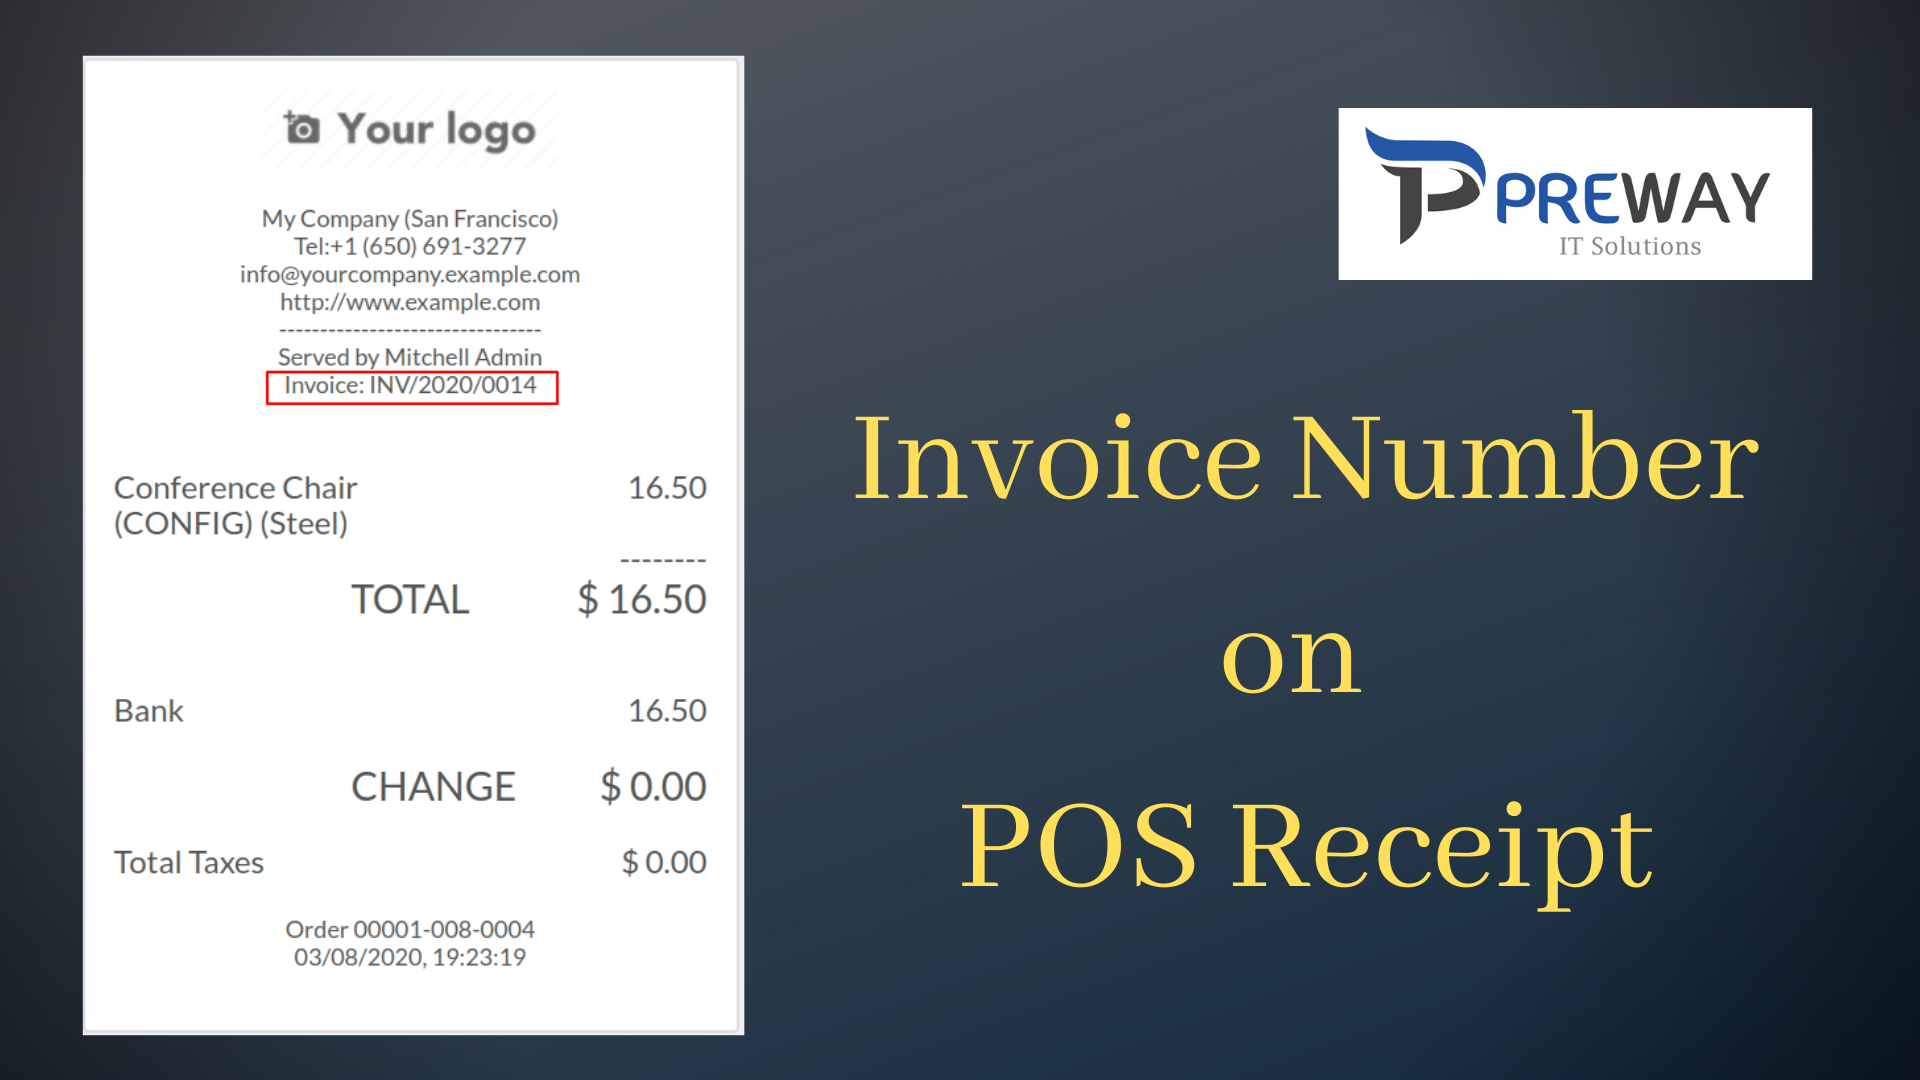 Your logo
My Company (San Francisco)
Tel:+1 (650) 691-3277
info@yourcompany.example.com
http://www.example.com
--------------------------------
Served by Mitchell Admin
Invoice: INV/2020/0014
Conference Chair 16.50
(CONFIG) (Steel)
--------
TOTAL $ 16.50
Bank 16.50
CHANGE $ 0.00
Total Taxes $ 0.00
Order 00001-008-0004
03/08/2020, 19:23:19
PREWAY
IT Solutions
Invoice Number
on
POS Receipt